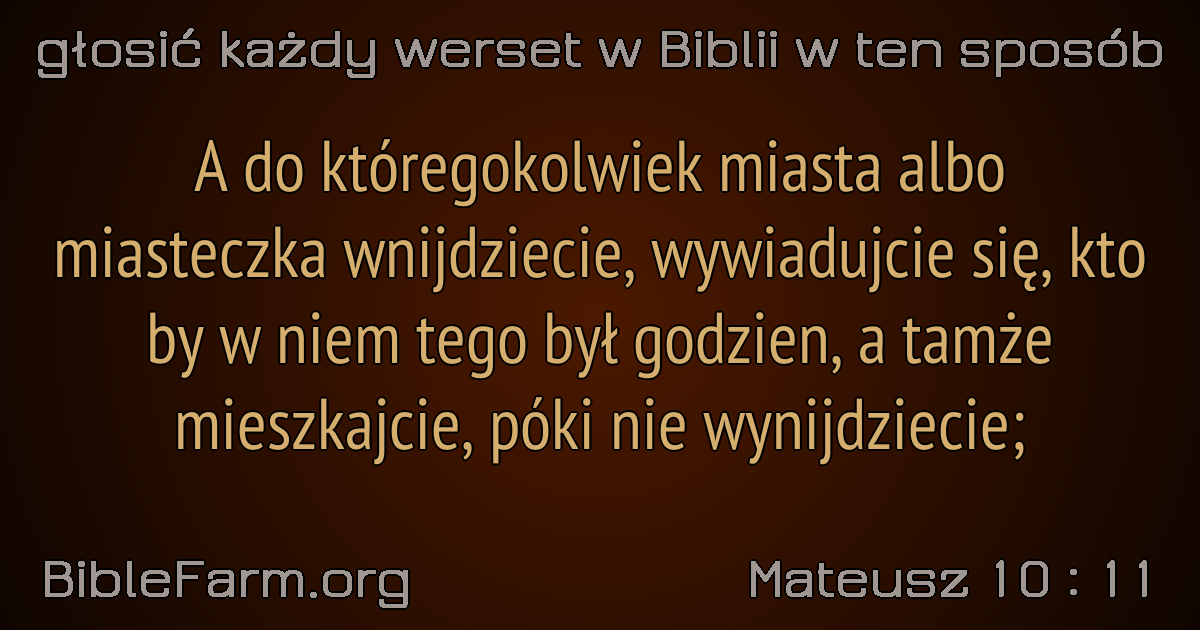 głosić każdy werset w Biblii w ten sposób
A do któregokolwiek miasta albo
miasteczka wnijdziecie, wywiadujcie się, kto
by w niem tego był godzien, a tamże
mieszkajcie, póki nie wynijdziecie;
BibleFarm.org
Mateusz 10 : 11